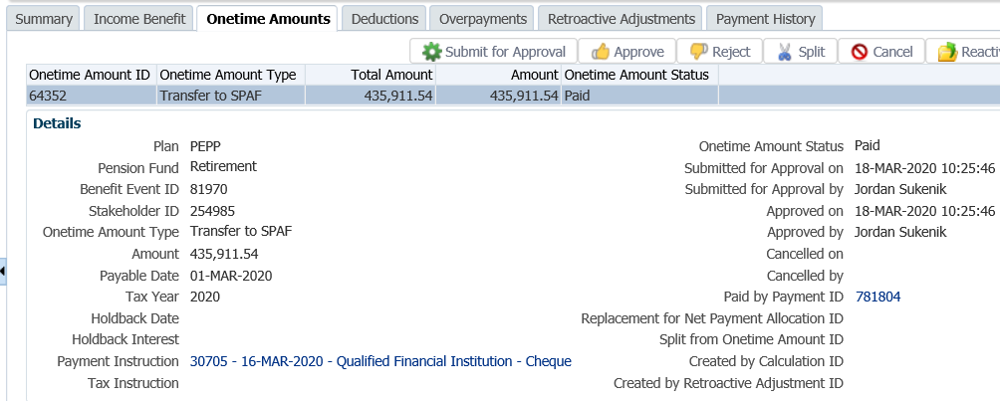 Summary Income Benefit Onetime Amounts Deductions Overpayments Retroactive Adjustments Payment History
Submit for Approval Approve Reject Split Cancel Reacti
Onetime Amount ID Onetime Amount Type Total Amount Amount Onetime Amount Status
64352 Transfer to SPAF 435,911.54 435,911.54 Paid
Details
Plan PEPP Onetime Amount Status Paid
Pension Fund Retirement Submitted for Approval on 18-MAR-2020 10:25:46
Benefit Event ID 81970 Submitted for Approval by Jordan Sukenik
Stakeholder ID 254985 Approved on 18-MAR-2020 10:25:46
Onetime Amount Type Transfer to SPAF Approved by Jordan Sukenik
Amount 435,911.54 Cancelled on
Payable Date 01-MAR-2020 Cancelled by
Tax Year 2020 Paid by Payment ID 781804
Holdback Date Replacement for Net Payment Allocation ID
Holdback Interest Split from Onetime Amount ID
Payment Instruction 30705 - 16-MAR-2020 - Qualified Financial Institution - Cheque Created by Calculation ID
Tax Instruction Created by Retroactive Adjustment ID